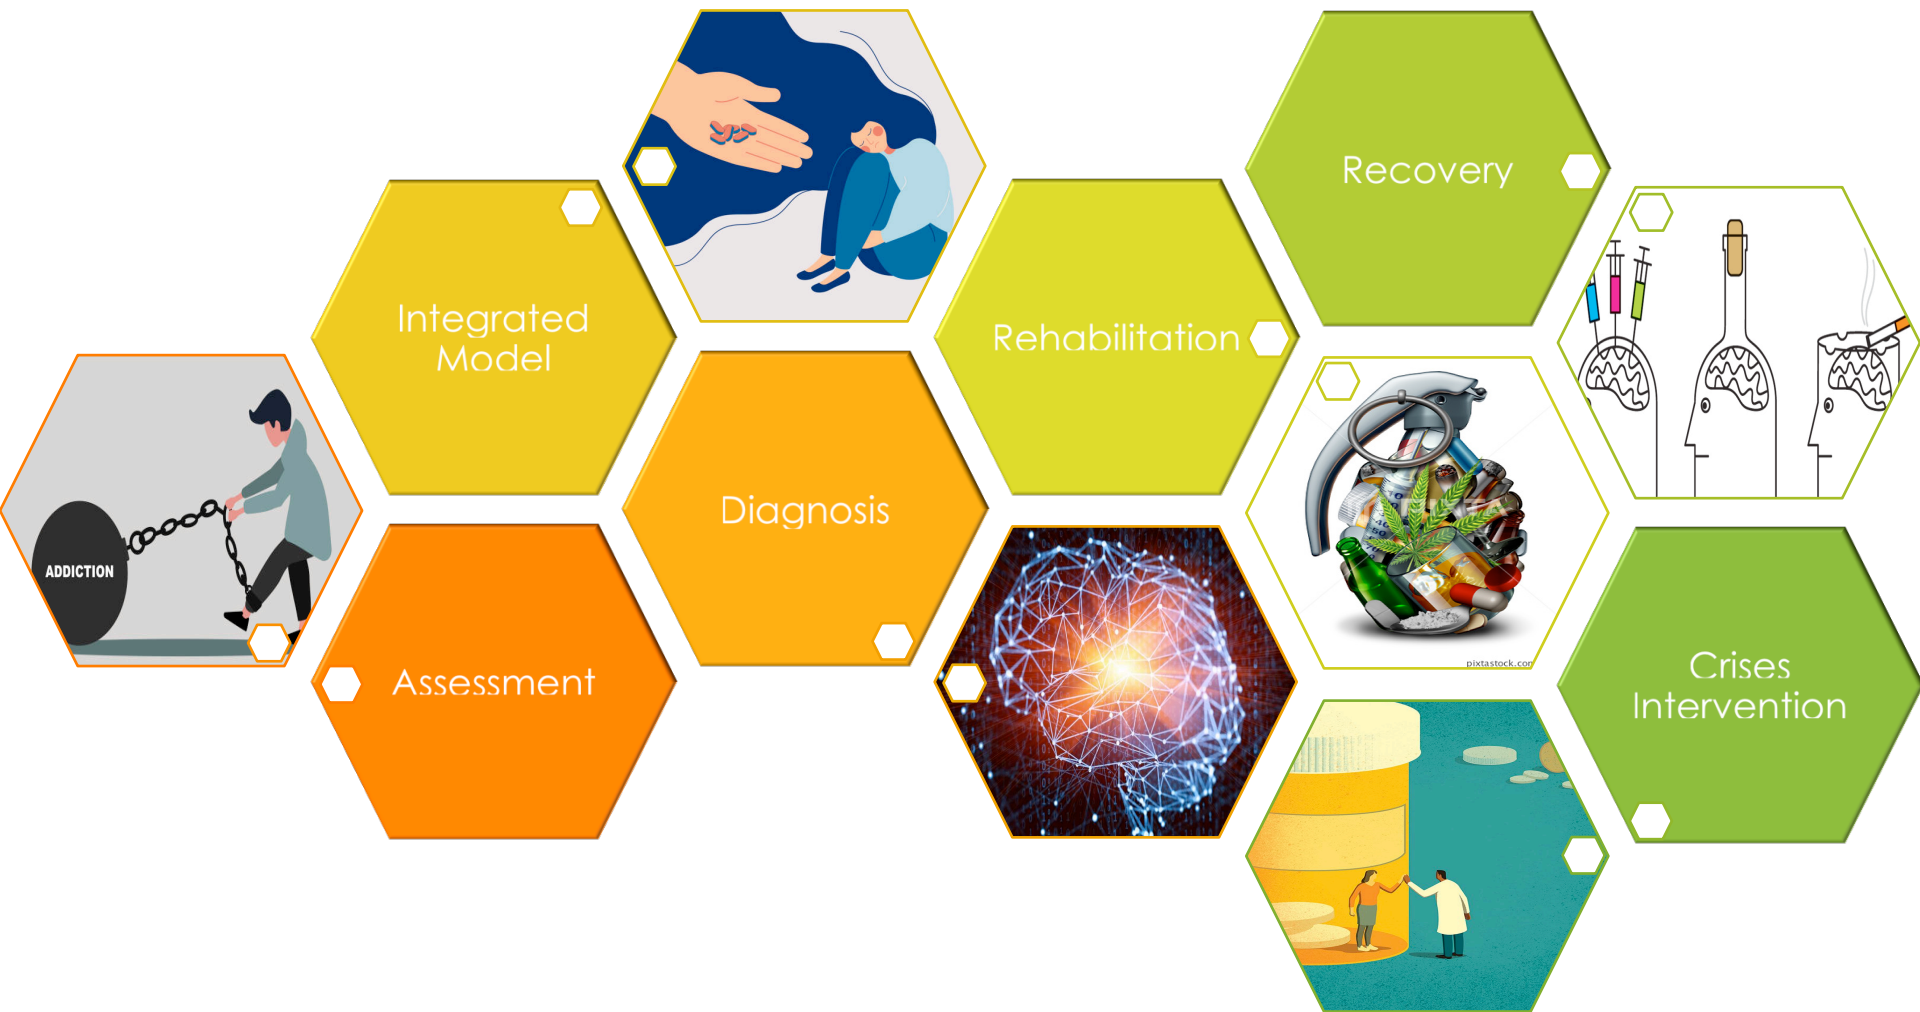 Recovery
Integrated
Model
Rehabilitation
Diagnosis
ADDICTION
Assessment
pixtastock.com
Crises
Intervention